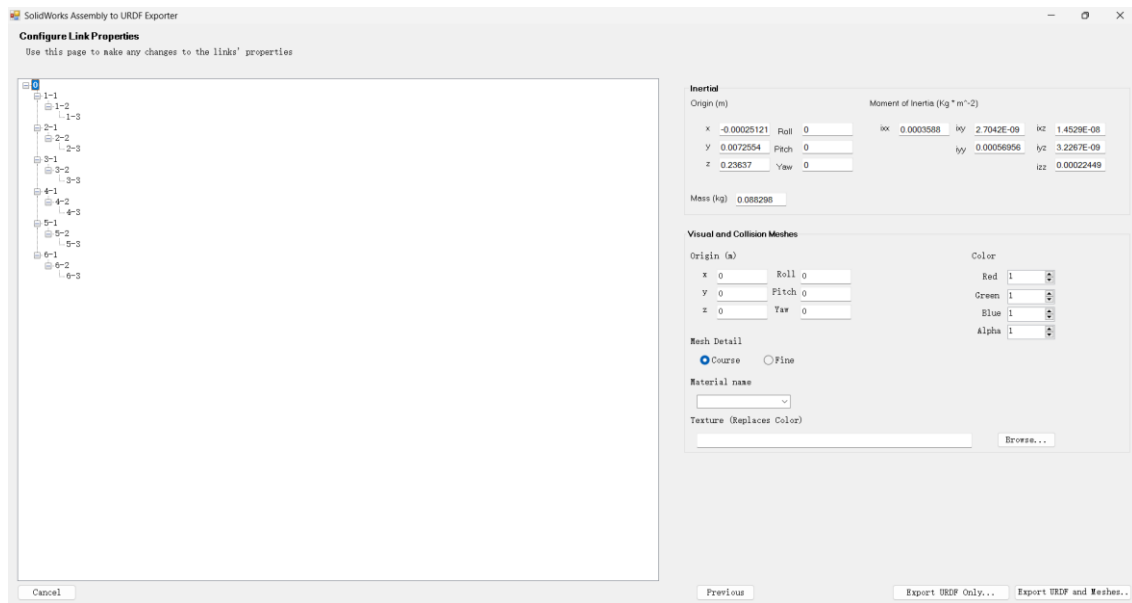 SolidWorks Assembly to URDF Exporter
Configure Link Properties
Use this page to make any changes to the links' properties
0
1-1
1-2
1-3
2-1
2-2
2-3
3-1
3-2
3-3
4-1
4-2
4-3
5-1
5-2
5-3
6-1
6-2
6-3
Inertial
Origin (m) Moment of Inertia (Kg * m^-2)
x -0.00025121 Roll 0 ixx 0.0003588 ixy 2.7042E-09 ixz 1.4529E-08
y 0.0072554 Pitch 0 iyy 0.00056956 iyz 3.2267E-09
z 0.23637 Yaw 0 izz 0.00022449
Mass (kg) 0.088298
Visual and Collision Meshes
Origin (m) Color
x 0 Roll 0 Red 1
y 0 Pitch 0 Green 1
z 0 Yaw 0 Blue 1
Alpha 1
Mesh Detail
Course Fine
Material name
Texture (Replaces Color)
Browse...
Cancel Previous Export URDF Only... Export URDF and Meshes..